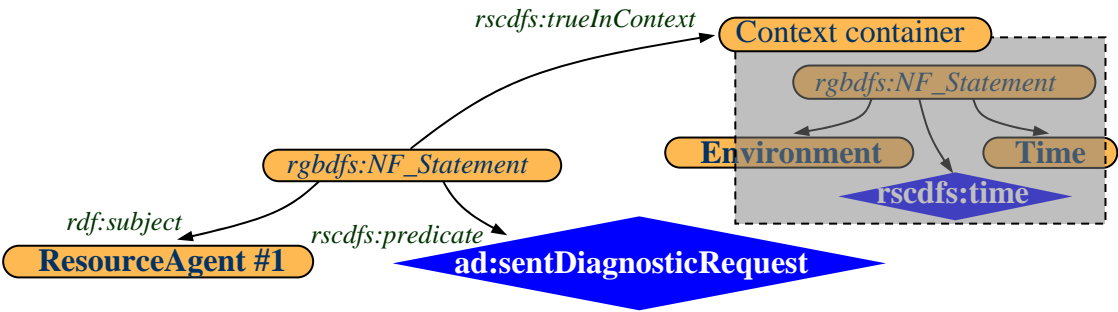 rscdfs:trueInContext
Context container
rgbdfs:NF_Statement
Environment
Time
rgbdfs:NF_Statement
rscdfs:time
rdf:subject
rscdfs:predicate
ResourceAgent #1
ad:sentDiagnosticRequest